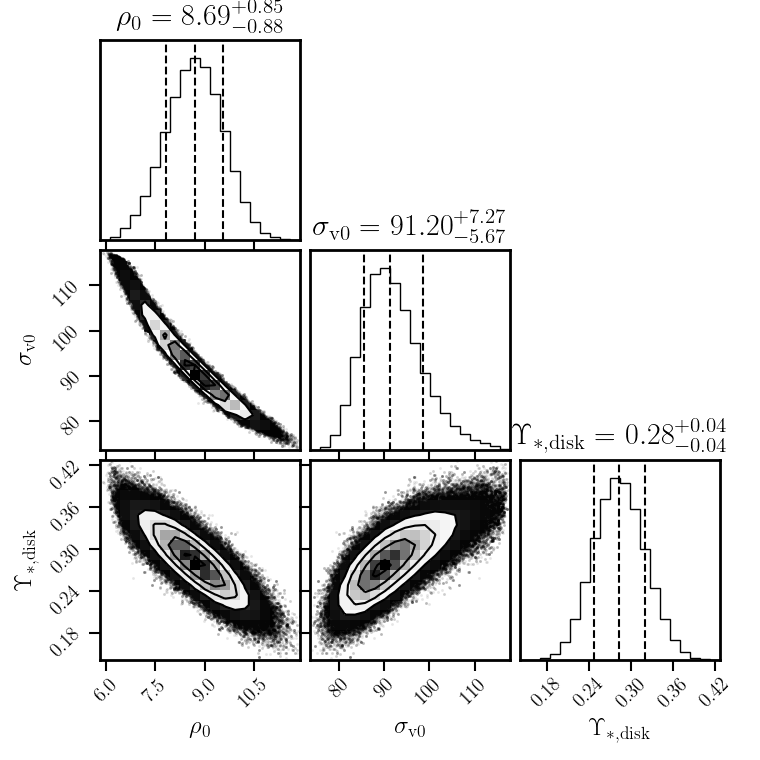 ρ₀ = 8.69⁺⁰·⁸⁵₋₀.₈₈
σᵥ₀ = 91.20⁺⁷·²⁷₋₅.₆₇
110
100
90
80
σᵥ₀
Υ∗,disk = 0.28⁺⁰·⁰⁴₋₀.₀₄
0.42
0.36
0.30
0.24
0.18
Υ∗,disk
6.0 7.5 9.0 10.5
80 90 100 110
0.18 0.24 0.30 0.36 0.42
ρ₀
σᵥ₀
Υ∗,disk